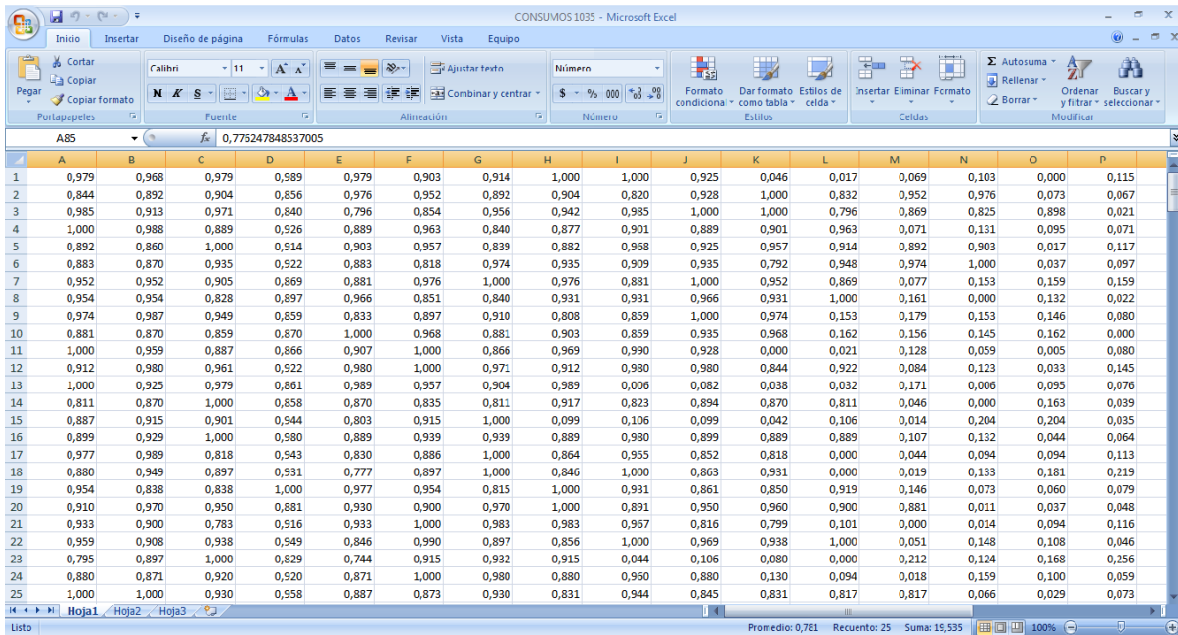 CONSUMOS 1035 - Microsoft Excel
Inicio Insertar Diseño de página Fórmulas Datos Revisar Vista Equipo
Cortar
Copiar
Copiar formato
Pegar
Portapapeles
Calibri 11
N K S
Fuente
Ajustar texto
Combinar y centrar
Alineación
Número
$ % 000
Número
Formato condicional Dar formato como tabla Estilos de celda
Estilos
Insertar Eliminar Formato
Celdas
Autosuma
Rellenar
Borrar
Ordenar y filtrar Buscar y seleccionar
Modificar
A85 fx 0,776247848537005
A B C D E F G H I J K L M N O P
1 0,979 0,968 0,979 0,989 0,979 0,903 0,914 1,000 1,000 0,925 0,046 0,017 0,069 0,103 0,000 0,115
2 0,844 0,892 0,904 0,856 0,976 0,952 0,892 0,904 0,820 0,928 1,000 0,832 0,952 0,976 0,073 0,067
3 0,985 0,913 0,971 0,840 0,796 0,854 0,956 0,942 0,985 1,000 1,000 0,796 0,869 0,825 0,898 0,021
4 1,000 0,988 0,889 0,926 0,889 0,963 0,840 0,877 0,901 0,889 0,901 0,963 0,071 0,131 0,095 0,071
5 0,892 0,860 1,000 0,914 0,903 0,957 0,839 0,882 0,968 0,925 0,957 0,914 0,892 0,903 0,017 0,117
6 0,883 0,870 0,935 0,922 0,883 0,818 0,974 0,935 0,909 0,935 0,792 0,948 0,974 1,000 0,037 0,097
7 0,952 0,952 0,905 0,869 0,881 0,976 1,000 0,976 0,831 1,000 0,952 0,869 0,077 0,153 0,159 0,159
8 0,954 0,954 0,828 0,897 0,966 0,851 0,840 0,931 0,931 0,966 0,931 1,000 0,161 0,000 0,132 0,022
9 0,974 0,987 0,949 0,859 0,833 0,897 0,910 0,808 0,859 1,000 0,974 0,153 0,179 0,153 0,146 0,080
10 0,881 0,870 0,859 0,870 1,000 0,968 0,881 0,903 0,859 0,935 0,968 0,162 0,156 0,145 0,162 0,000
11 1,000 0,959 0,887 0,866 0,907 1,000 0,866 0,969 0,990 0,928 0,000 0,021 0,128 0,059 0,005 0,080
12 0,912 0,980 0,961 0,922 0,980 1,000 0,971 0,912 0,980 0,980 0,844 0,922 0,084 0,123 0,033 0,145
13 1,000 0,925 0,979 0,861 0,989 0,957 0,904 0,989 0,006 0,082 0,038 0,032 0,171 0,006 0,095 0,076
14 0,811 0,870 1,000 0,858 0,870 0,835 0,811 0,917 0,823 0,894 0,870 0,811 0,046 0,000 0,163 0,039
15 0,887 0,915 0,901 0,944 0,803 0,915 1,000 0,099 0,106 0,099 0,042 0,106 0,014 0,204 0,204 0,035
16 0,899 0,929 1,000 0,980 0,889 0,939 0,939 0,889 0,980 0,899 0,889 0,889 0,107 0,132 0,044 0,064
17 0,977 0,989 0,818 0,943 0,830 0,886 1,000 0,864 0,955 0,852 0,818 0,000 0,044 0,094 0,094 0,113
18 0,880 0,949 0,897 0,931 0,777 0,897 1,000 0,846 1,000 0,863 0,931 0,000 0,019 0,133 0,181 0,219
19 0,954 0,838 0,838 1,000 0,977 0,954 0,815 1,000 0,931 0,861 0,850 0,919 0,146 0,073 0,060 0,079
20 0,910 0,970 0,950 0,881 0,930 0,900 0,970 1,000 0,891 0,950 0,960 0,900 0,881 0,011 0,037 0,048
21 0,933 0,900 0,783 0,916 0,933 1,000 0,983 0,983 0,967 0,816 0,799 0,101 0,000 0,014 0,094 0,116
22 0,959 0,908 0,938 0,949 0,846 0,990 0,897 0,856 1,000 0,969 0,938 1,000 0,051 0,148 0,108 0,046
23 0,795 0,897 1,000 0,829 0,744 0,915 0,932 0,915 0,044 0,106 0,080 0,000 0,212 0,124 0,168 0,256
24 0,880 0,871 0,920 0,920 0,871 1,000 0,980 0,880 0,960 0,880 0,130 0,094 0,018 0,159 0,100 0,059
25 1,000 1,000 0,930 0,958 0,887 0,873 0,930 0,831 0,944 0,845 0,831 0,817 0,817 0,066 0,029 0,073
Hoja1 Hoja2 Hoja3
Listo Promedio: 0,781 Recuento: 25 Suma: 19,535 100%